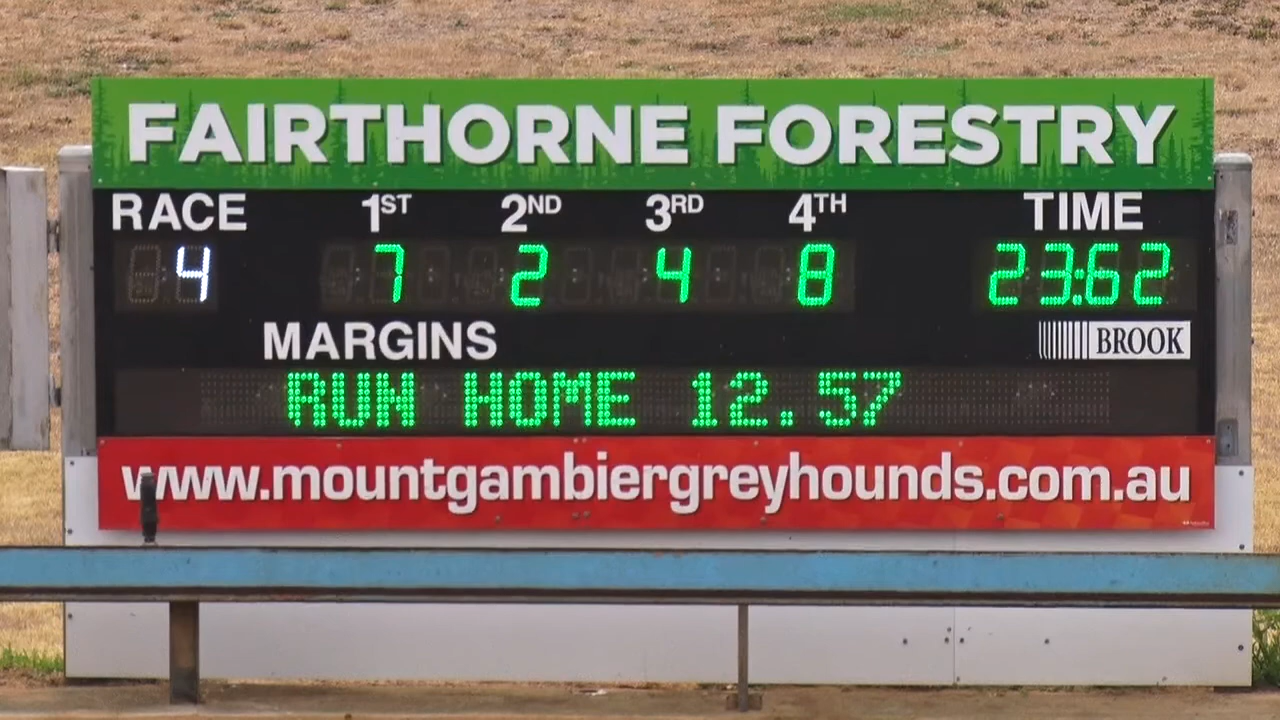 FAIRTHORNE FORESTRY
RACE 1ST 2ND 3RD 4TH TIME
4 7 2 4 8 23:62
MARGINS BROOK
RUN HOME 12.57
www.mountgambiergreyhounds.com.au